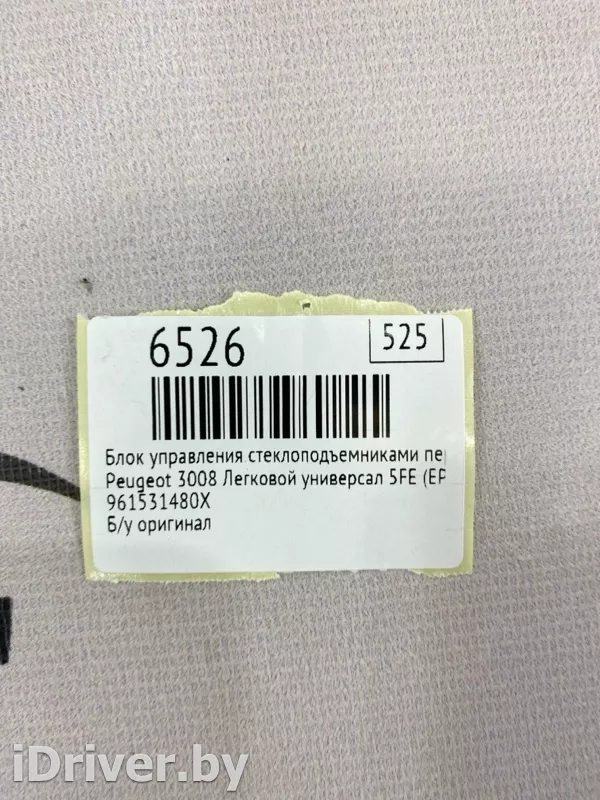 6526
525
Блок управления стеклоподъемниками пе
Peugeot 3008 Легковой универсал 5FE (EP
961531480X
Б/у оригинал
iDriver.by